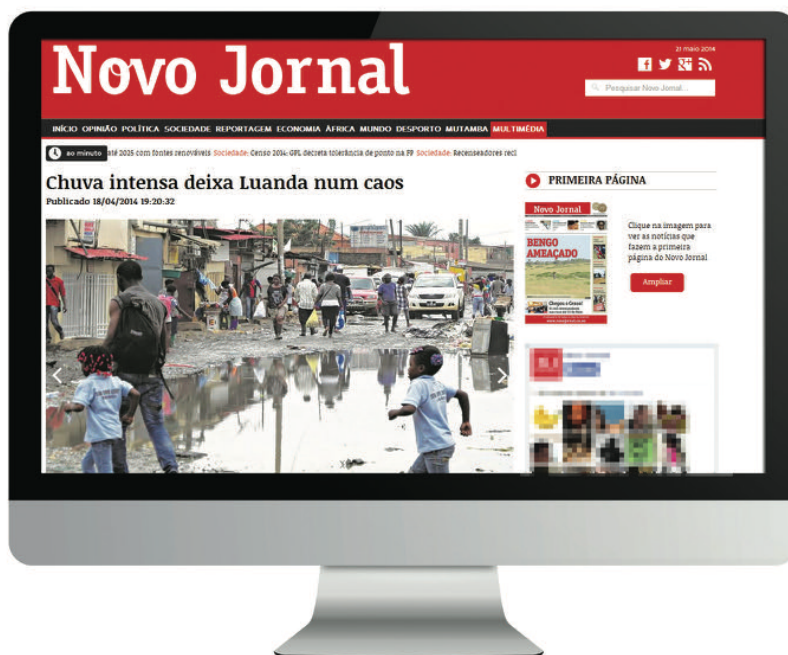 Novo Jornal
21 maio 2014
Pesquisar Novo Jornal...
INÍCIO OPINIÃO POLÍTICA SOCIEDADE REPORTAGEM ECONOMIA ÁFRICA MUNDO DESPORTO MUTAMBA MULTIMÉDIA
ao minuto até 2025 com fontes renováveis Sociedade: Censo 2014: GPL decreta tolerância de ponto na FP Sociedade: Recenseadores recl
Chuva intensa deixa Luanda num caos
Publicado 18/04/2014 19:20:32
PRIMEIRA PÁGINA
Novo Jornal
BENGO
AMEAÇADO
Chegou o Censo!
Clique na imagem para
ver as notícias que
fazem a primeira
página do Novo Jornal
Ampliar